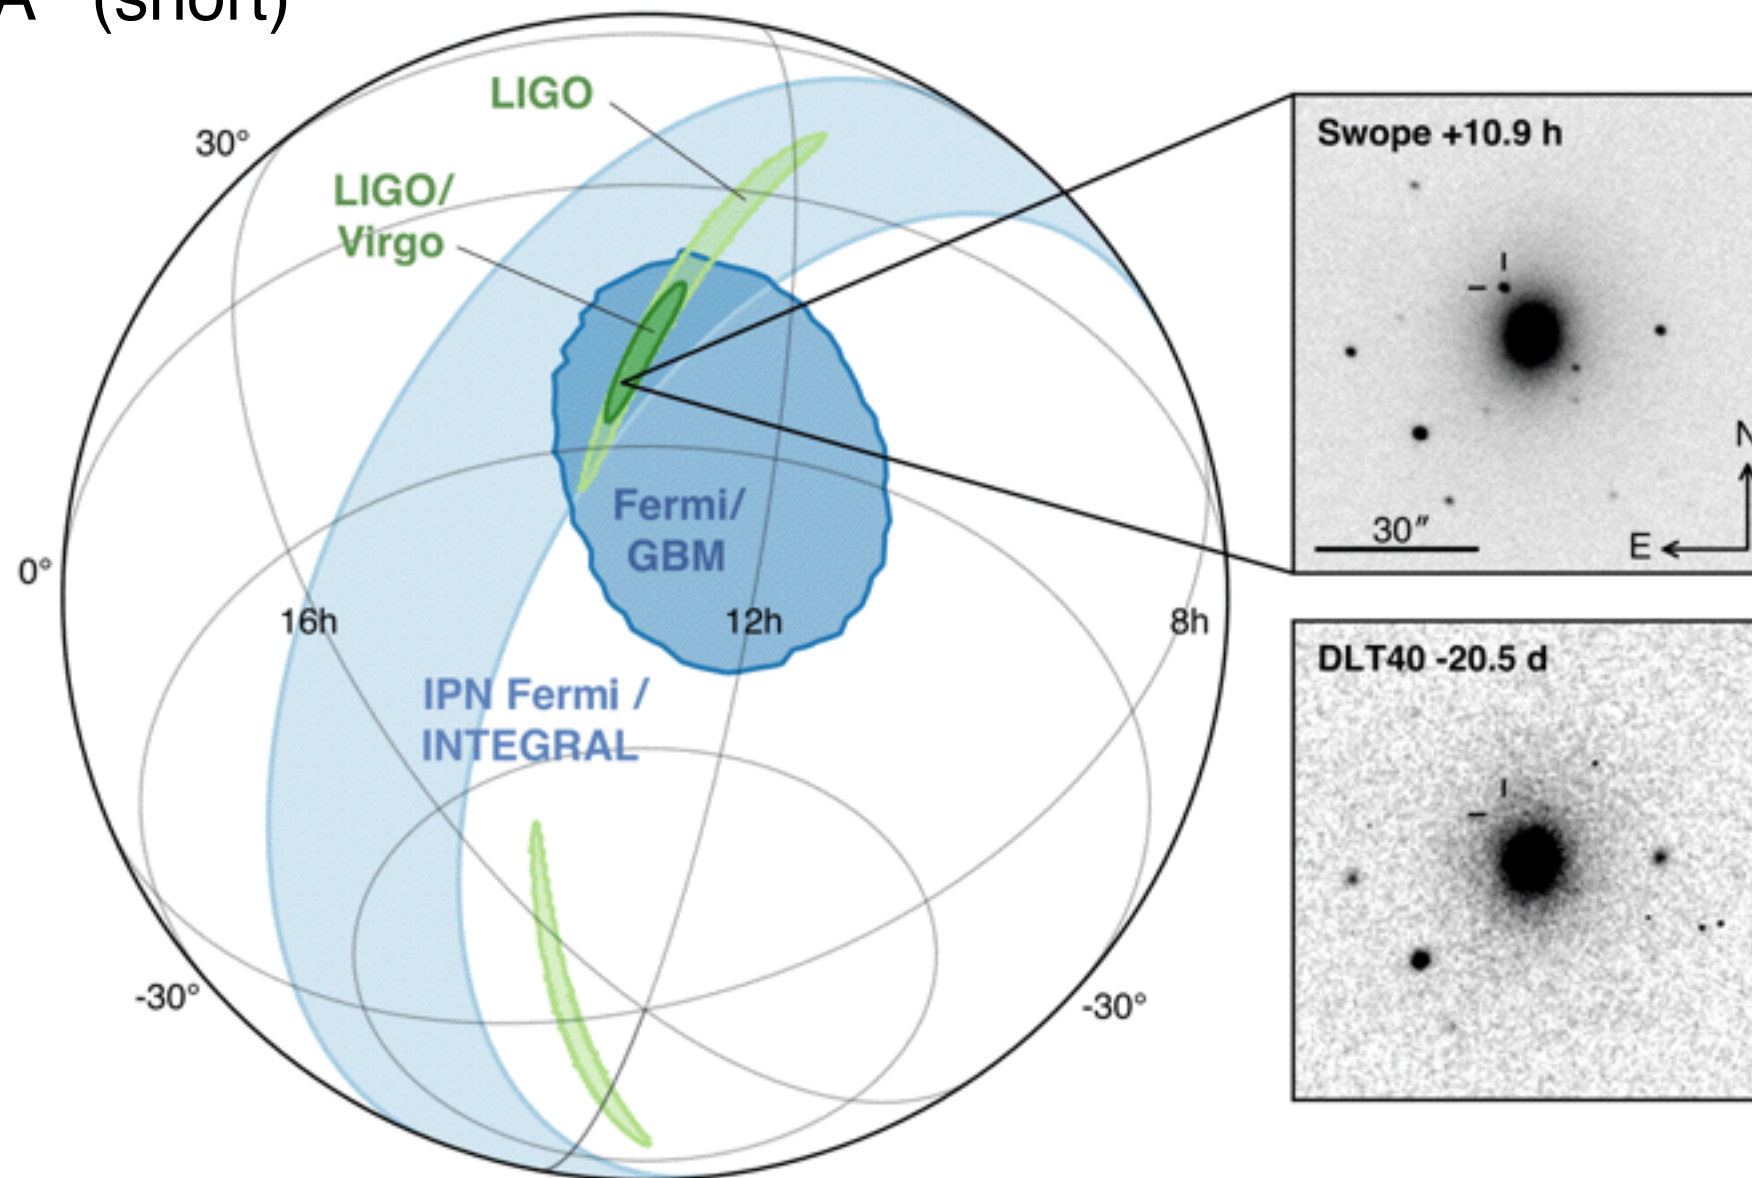 A (short)
LIGO
30°
LIGO/
Virgo
Swope +10.9 h
N
30″
E
Fermi/
GBM
0°
16h
12h
8h
DLT40 -20.5 d
IPN Fermi /
INTEGRAL
-30°
-30°